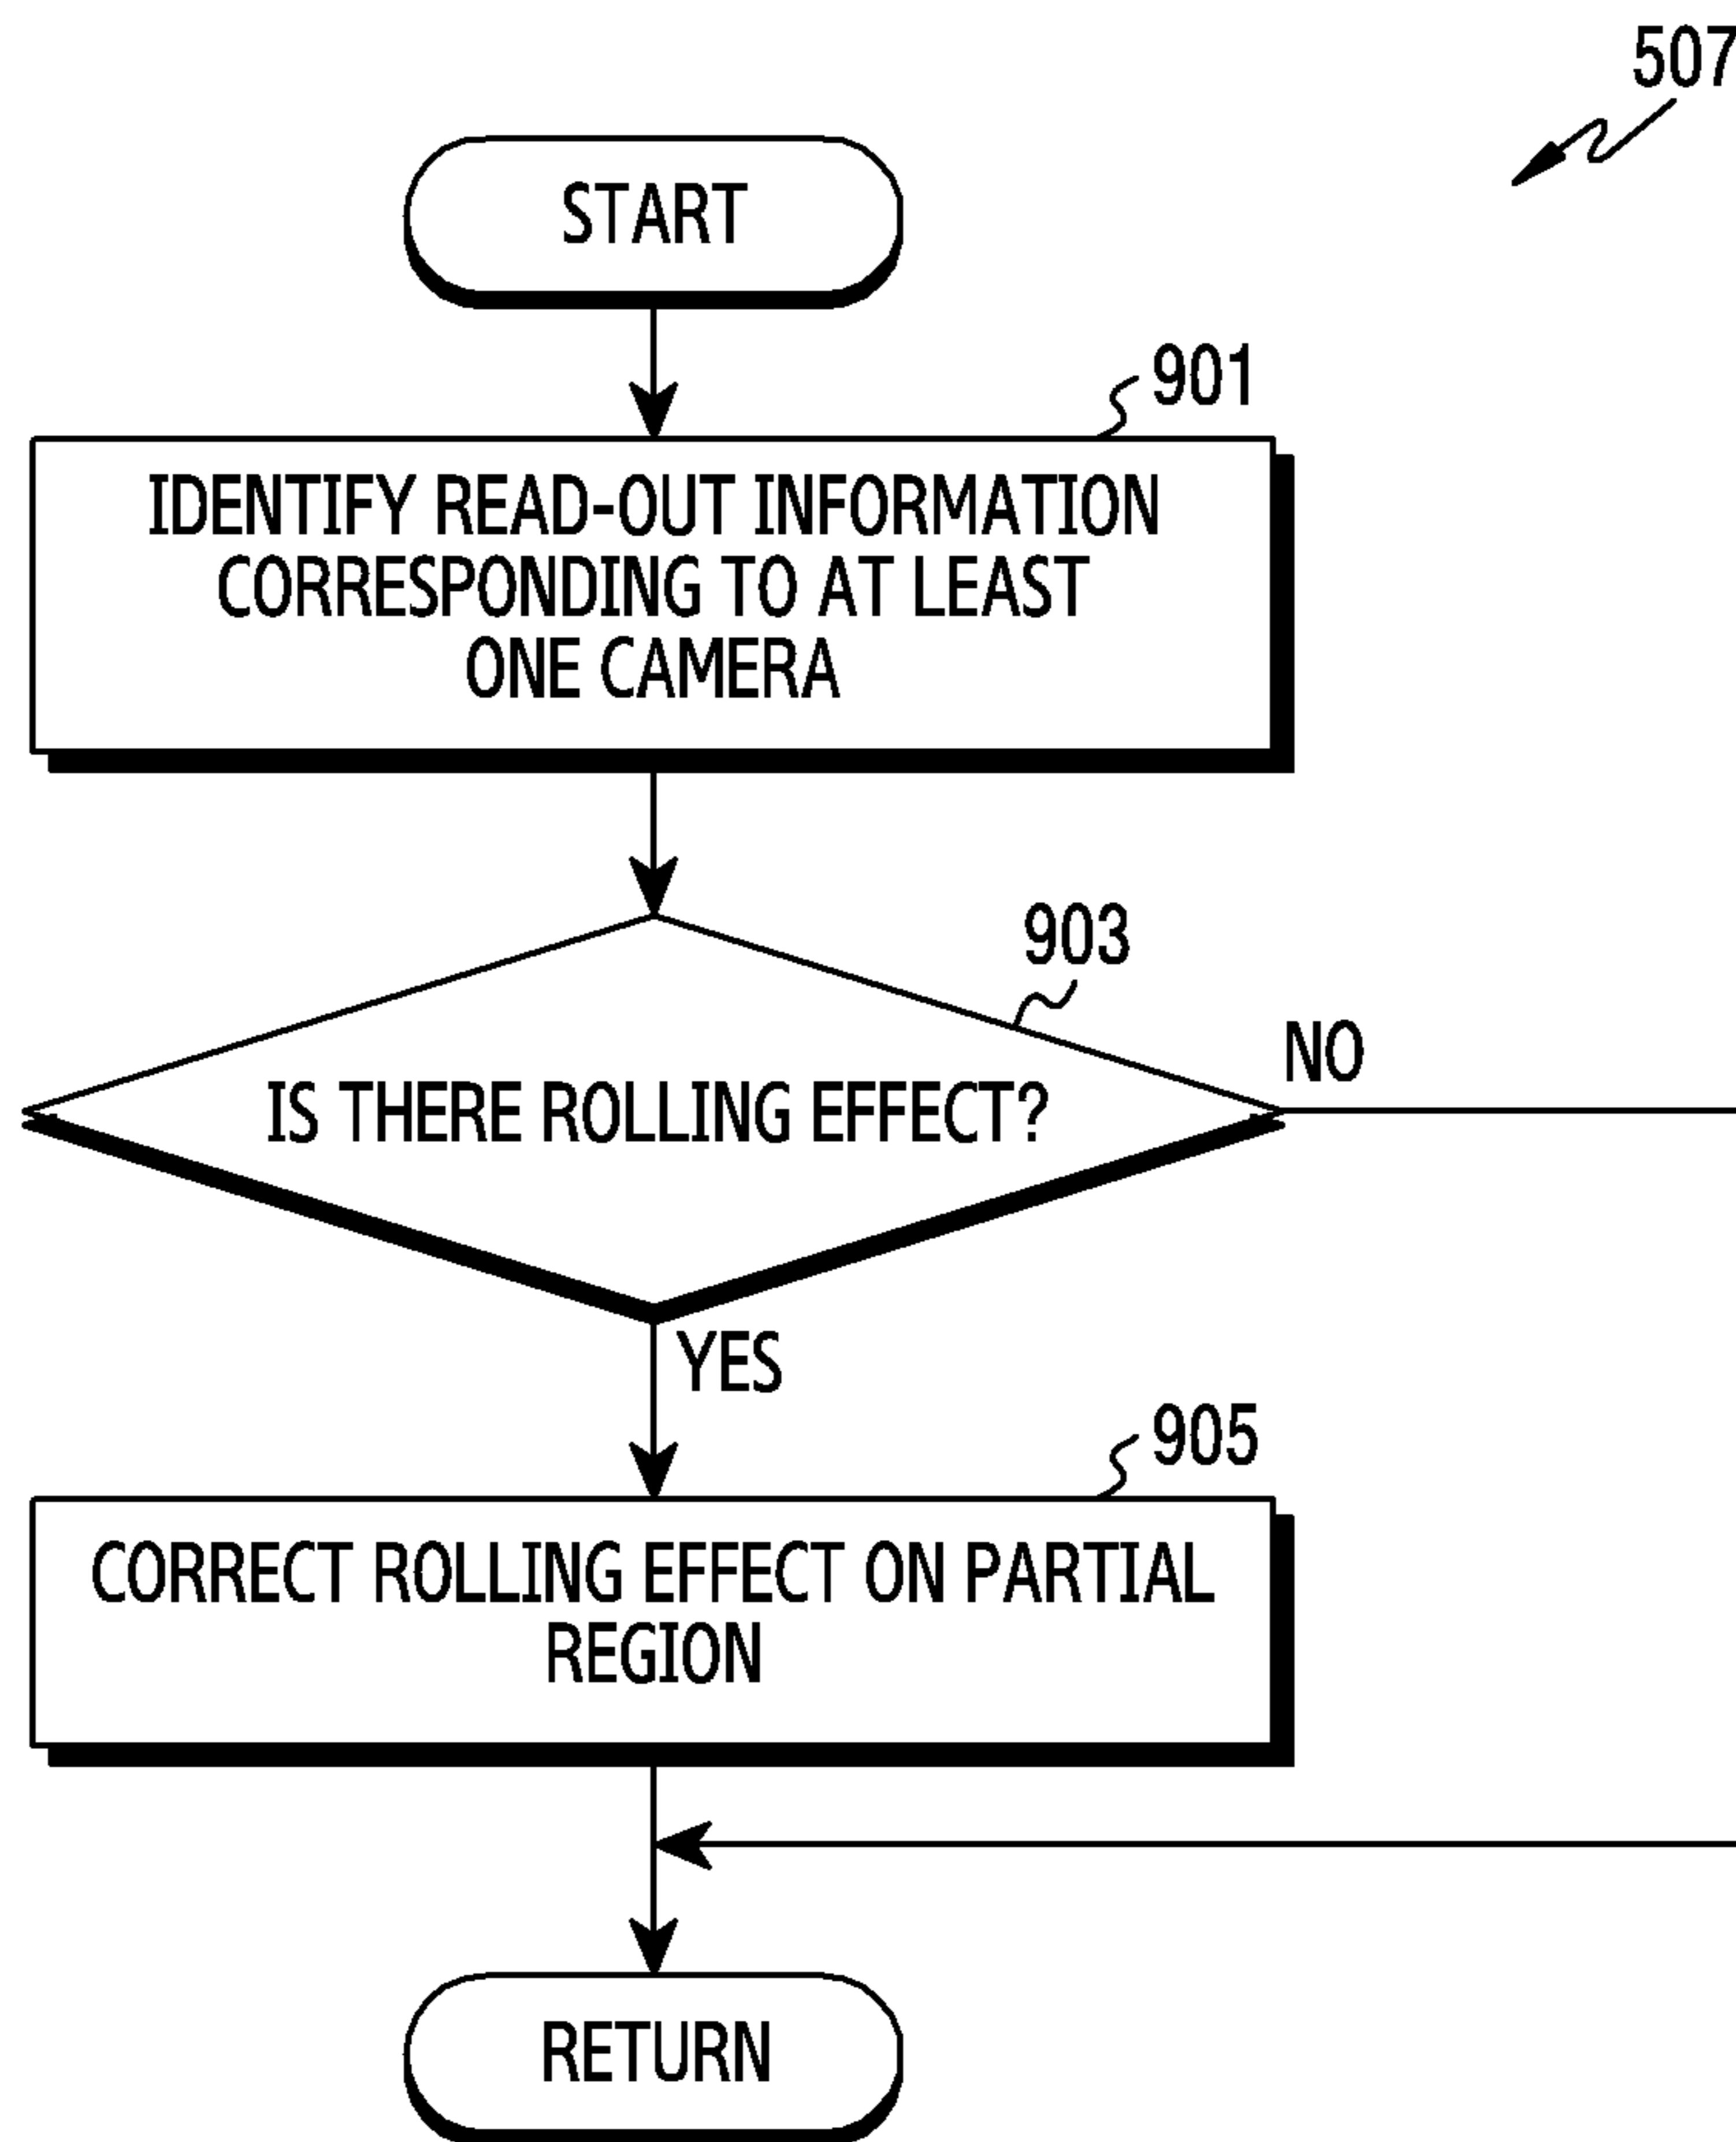 507
START
901
IDENTIFY READ-OUT INFORMATION
CORRESPONDING TO AT LEAST
ONE CAMERA
903
NO
IS THERE ROLLING EFFECT?
YES
905
CORRECT ROLLING EFFECT ON PARTIAL
REGION
RETURN